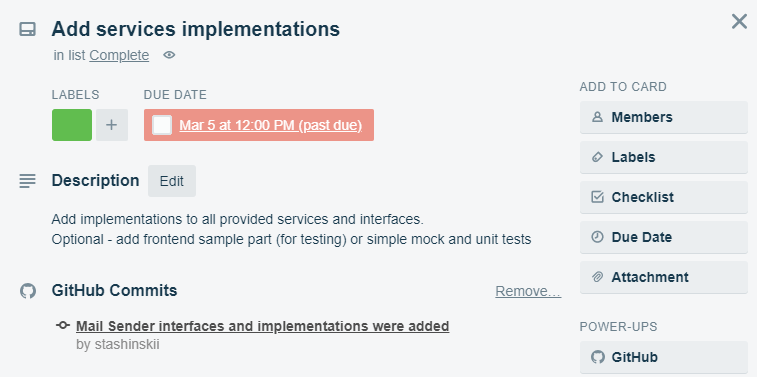 Add services implementations
in list Complete
LABELS
DUE DATE
+
Mar 5 at 12:00 PM (past due)
Description
Edit
Add implementations to all provided services and interfaces.
Optional - add frontend sample part (for testing) or simple mock and unit tests
GitHub Commits
Remove...
Mail Sender interfaces and implementations were added
by stashinskii
ADD TO CARD
Members
Labels
Checklist
Due Date
Attachment
POWER-UPS
GitHub